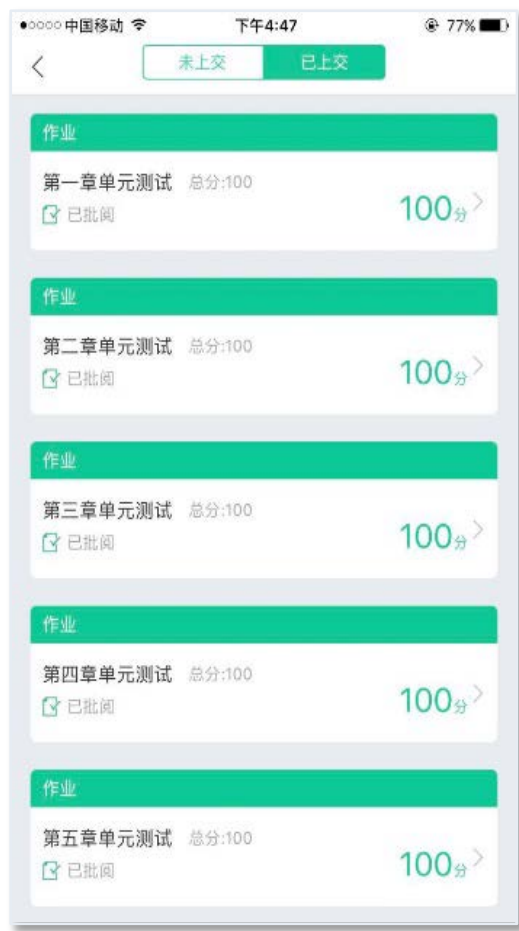 中国移动 下午4:47 77%
未上交 已上交
作业
第一章单元测试 总分:100
已批阅
100分
作业
第二章单元测试 总分:100
已批阅
100分
作业
第三章单元测试 总分:100
已批阅
100分
作业
第四章单元测试 总分:100
已批阅
100分
作业
第五章单元测试 总分:100
已批阅
100分